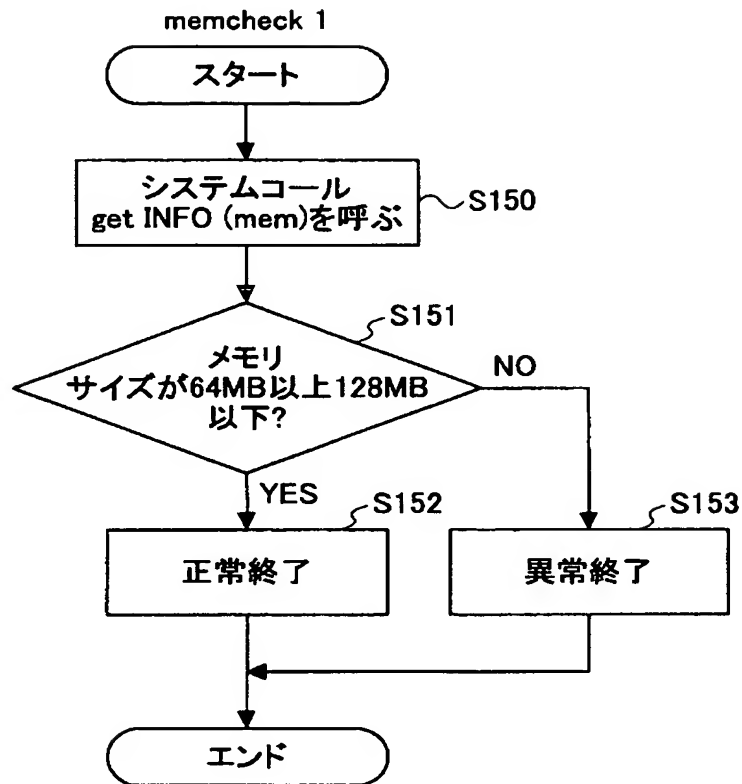 memcheck 1
スタート
システムコール
get INFO (mem)を呼ぶ
S150
S151
メモリ
サイズが64MB以上128MB
以下?
NO
YES
S152
S153
正常終了
異常終了
エンド